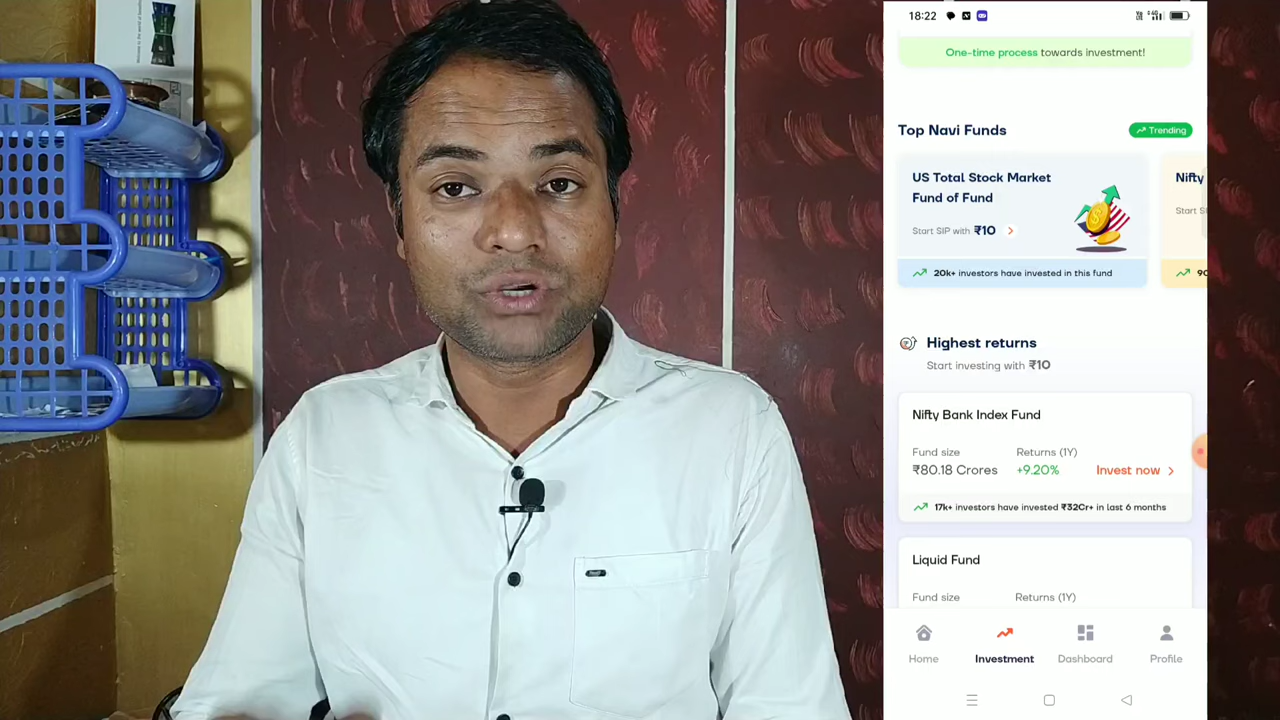 18:22
One-time process towards investment!
Top Navi Funds
Trending
US Total Stock Market
Fund of Fund
Start SIP with ₹10
20k+ investors have invested in this fund
Nifty
Start
90
Highest returns
Start investing with ₹10
Nifty Bank Index Fund
Fund size Returns (1Y)
₹80.18 Crores +9.20% Invest now
17k+ investors have invested ₹32Cr+ in last 6 months
Liquid Fund
Fund size Returns (1Y)
Home Investment Dashboard Profile